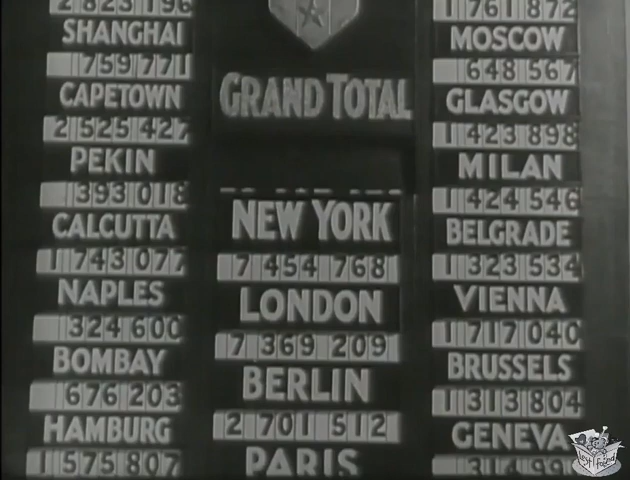 2 823 196
SHANGHAI
759 771
CAPETOWN
2 525 427
PEKIN
393 018
CALCUTTA
1 743 077
NAPLES
324 600
BOMBAY
676 203
HAMBURG
1 575 807
GRAND TOTAL
NEW YORK
7 454 768
LONDON
7 369 209
BERLIN
2 701 512
PARIS
1 761 872
MOSCOW
648 567
GLASGOW
1 423 898
MILAN
1 424 546
BELGRADE
1 323 534
VIENNA
1 717 040
BRUSSELS
1 313 804
GENEVA
314 99